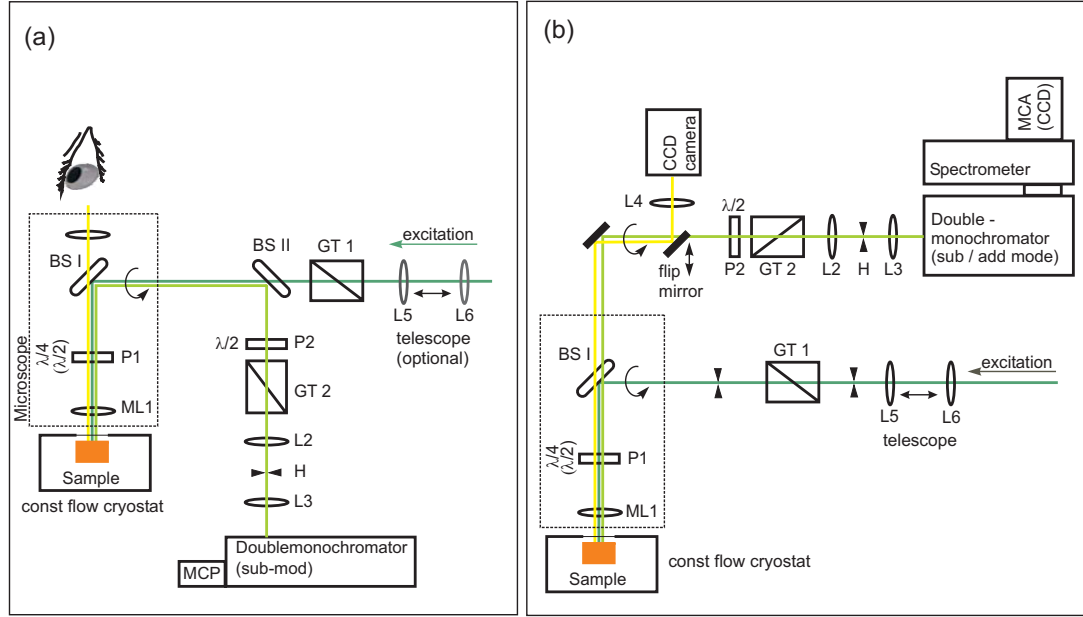 (a)
BS I
BS II
GT 1
excitation
L5
L6
telescope
(optional)
Microscope
λ/4
(λ/2)
P1
λ/2
P2
GT 2
ML1
L2
H
L3
Sample
const flow cryostat
Doublemonochromator
(sub-mod)
MCP
(b)
CCD
camera
MCA
(CCD)
Spectrometer
L4
λ/2
Double -
monochromator
(sub / add mode)
P2
GT 2
L2
H
L3
flip
mirror
BS I
GT 1
excitation
L5
L6
telescope
λ/4
(λ/2)
P1
ML1
Sample
const flow cryostat